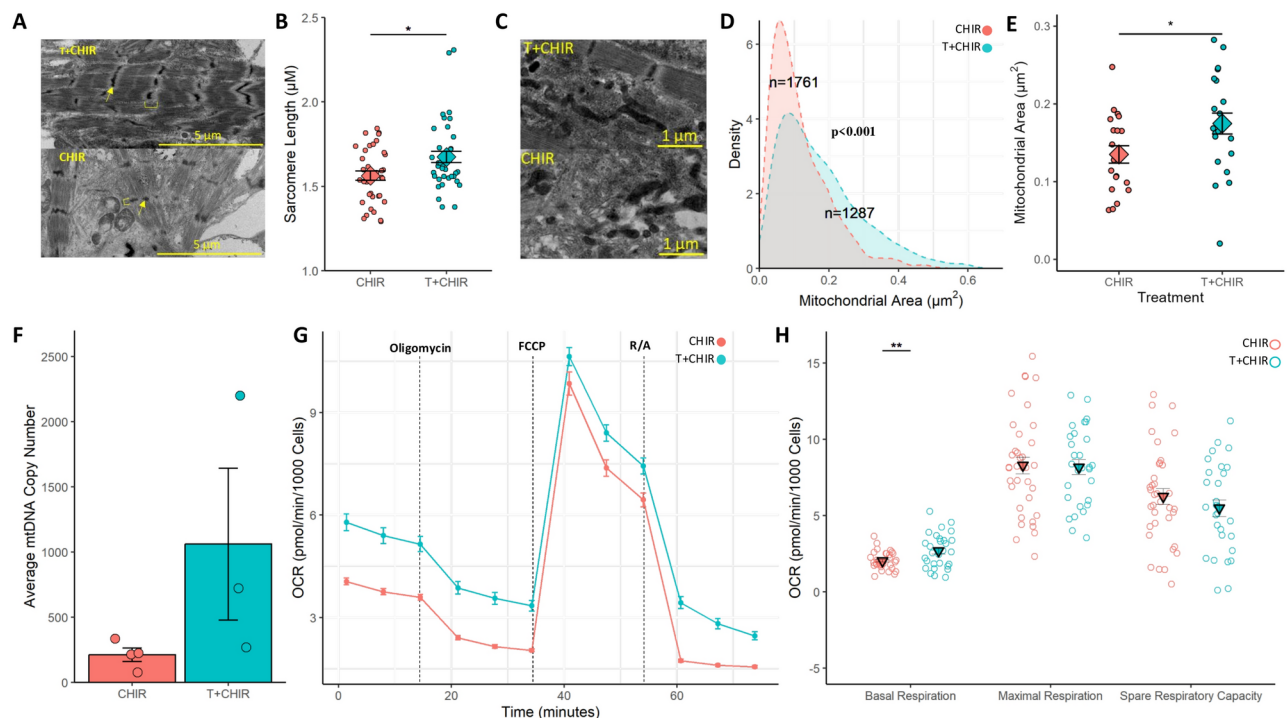 A
T+CHIR
5 µm
CHIR
5 µm
B
Sarcomere Length (µM)
2.5
2.0
1.5
1.0
*
CHIR
T+CHIR
C
T+CHIR
1 µm
CHIR
1 µm
D
CHIR
T+CHIR
Density
6
4
2
0
n=1761
p<0.001
n=1287
0.0
0.2
0.4
0.6
Mitochondrial Area (µm²)
E
*
Mitochondrial Area (µm²)
0.3
0.2
0.1
0.0
CHIR
T+CHIR
Treatment
F
Average mtDNA Copy Number
2500
2000
1500
1000
500
0
CHIR
T+CHIR
G
Oligomycin
FCCP
R/A
CHIR
T+CHIR
OCR (pmol/min/1000 Cells)
9
6
3
0
20
40
60
Time (minutes)
H
**
CHIR
T+CHIR
OCR (pmol/min/1000 Cells)
15
10
5
0
-5
Basal Respiration
Maximal Respiration
Spare Respiratory Capacity